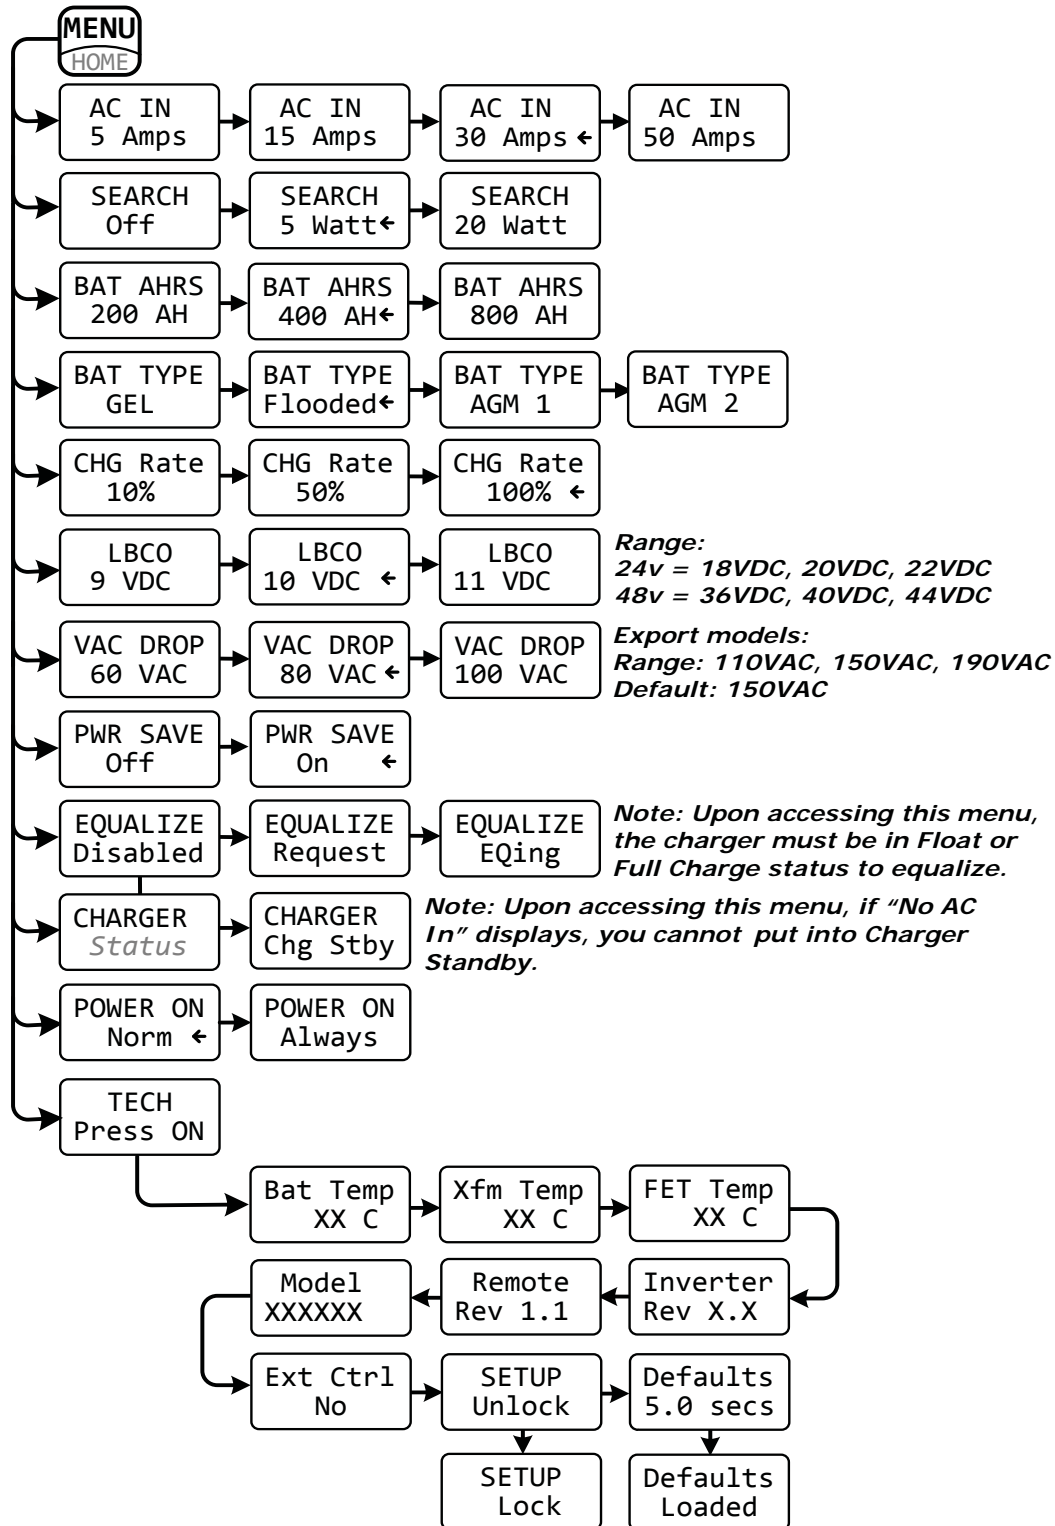 MENU
HOME
AC IN
5 Amps
AC IN
15 Amps
AC IN
30 Amps ←
AC IN
50 Amps
SEARCH
Off
SEARCH
5 Watt←
SEARCH
20 Watt
BAT AHRS
200 AH
BAT AHRS
400 AH←
BAT AHRS
800 AH
BAT TYPE
GEL
BAT TYPE
Flooded←
BAT TYPE
AGM 1
BAT TYPE
AGM 2
CHG Rate
10%
CHG Rate
50%
CHG Rate
100% ←
LBCO
9 VDC
LBCO
10 VDC ←
LBCO
11 VDC
Range:
24v = 18VDC, 20VDC, 22VDC
48v = 36VDC, 40VDC, 44VDC
VAC DROP
60 VAC
VAC DROP
80 VAC←
VAC DROP
100 VAC
Export models:
Range: 110VAC, 150VAC, 190VAC
Default: 150VAC
PWR SAVE
Off
PWR SAVE
On ←
EQUALIZE
Disabled
EQUALIZE
Request
EQUALIZE
EQing
Note: Upon accessing this menu,
the charger must be in Float or
Full Charge status to equalize.
CHARGER
Status
CHARGER
Chg Stby
Note: Upon accessing this menu, if “No AC
In” displays, you cannot put into Charger
Standby.
POWER ON
Norm ←
POWER ON
Always
TECH
Press ON
Bat Temp
XX C
Xfm Temp
XX C
FET Temp
XX C
Model
XXXXXX
Remote
Rev 1.1
Inverter
Rev X.X
Ext Ctrl
No
SETUP
Unlock
Defaults
5.0 secs
SETUP
Lock
Defaults
Loaded